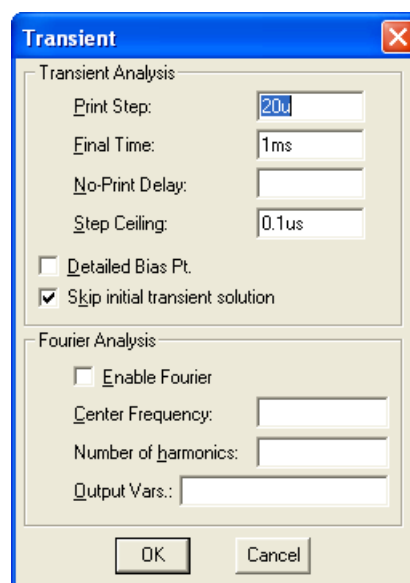 Transient
Transient Analysis
Print Step: 20u
Final Time: 1ms
No-Print Delay:
Step Ceiling: 0.1us
Detailed Bias Pt.
Skip initial transient solution
Fourier Analysis
Enable Fourier
Center Frequency:
Number of harmonics:
Output Vars.:
OK Cancel